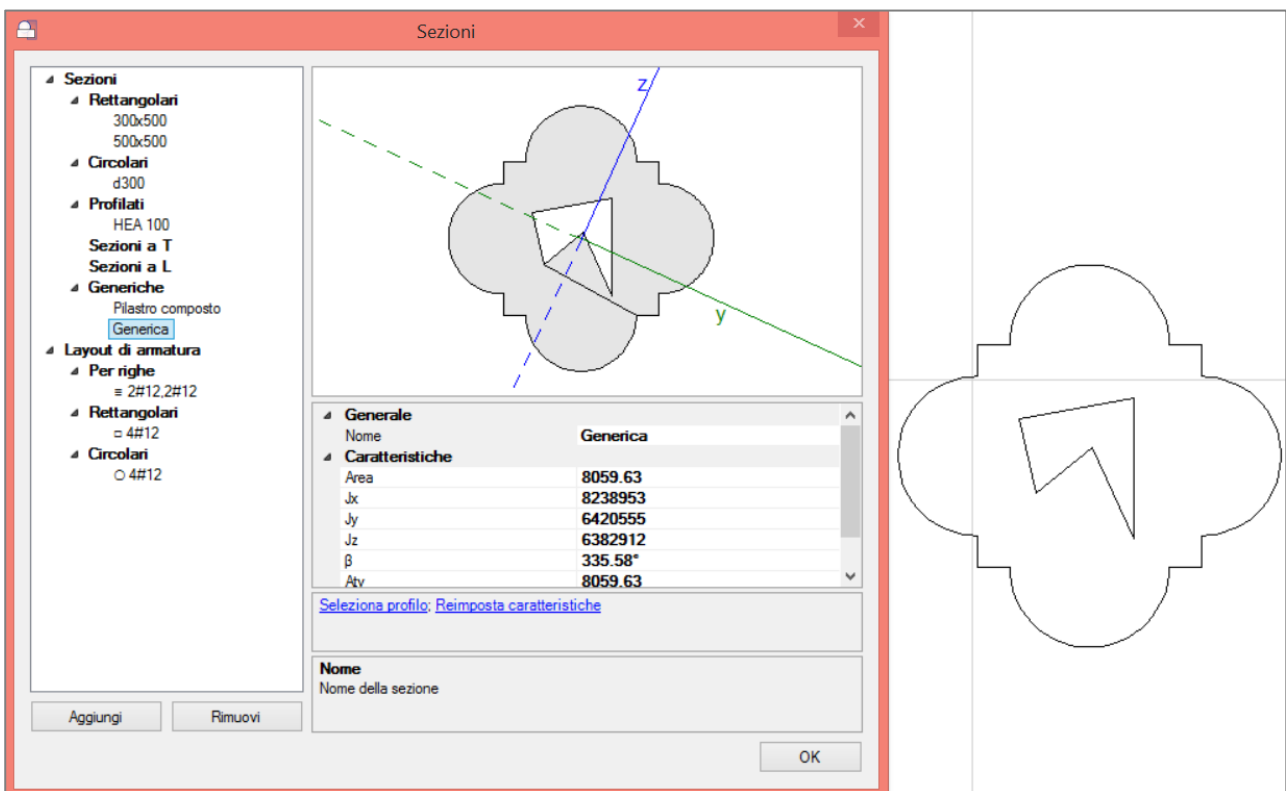 Sezioni
Sezioni
Rettangolari
300x500
500x500
Circolari
d300
Profilati
HEA 100
Sezioni a T
Sezioni a L
Generiche
Pilastro composto
Generica
Layout di armatura
Per righe
≡ 2#12,2#12
Rettangolari
□ 4#12
Circolari
○ 4#12
Aggiungi Rimuovi
z
y
Generale
Nome Generica
Caratteristiche
Area 8059.63
Jx 8238953
Jy 6420555
Jz 6382912
β 335.58°
Aty 8059.63
Seleziona profilo; Reimposta caratteristiche
Nome
Nome della sezione
OK